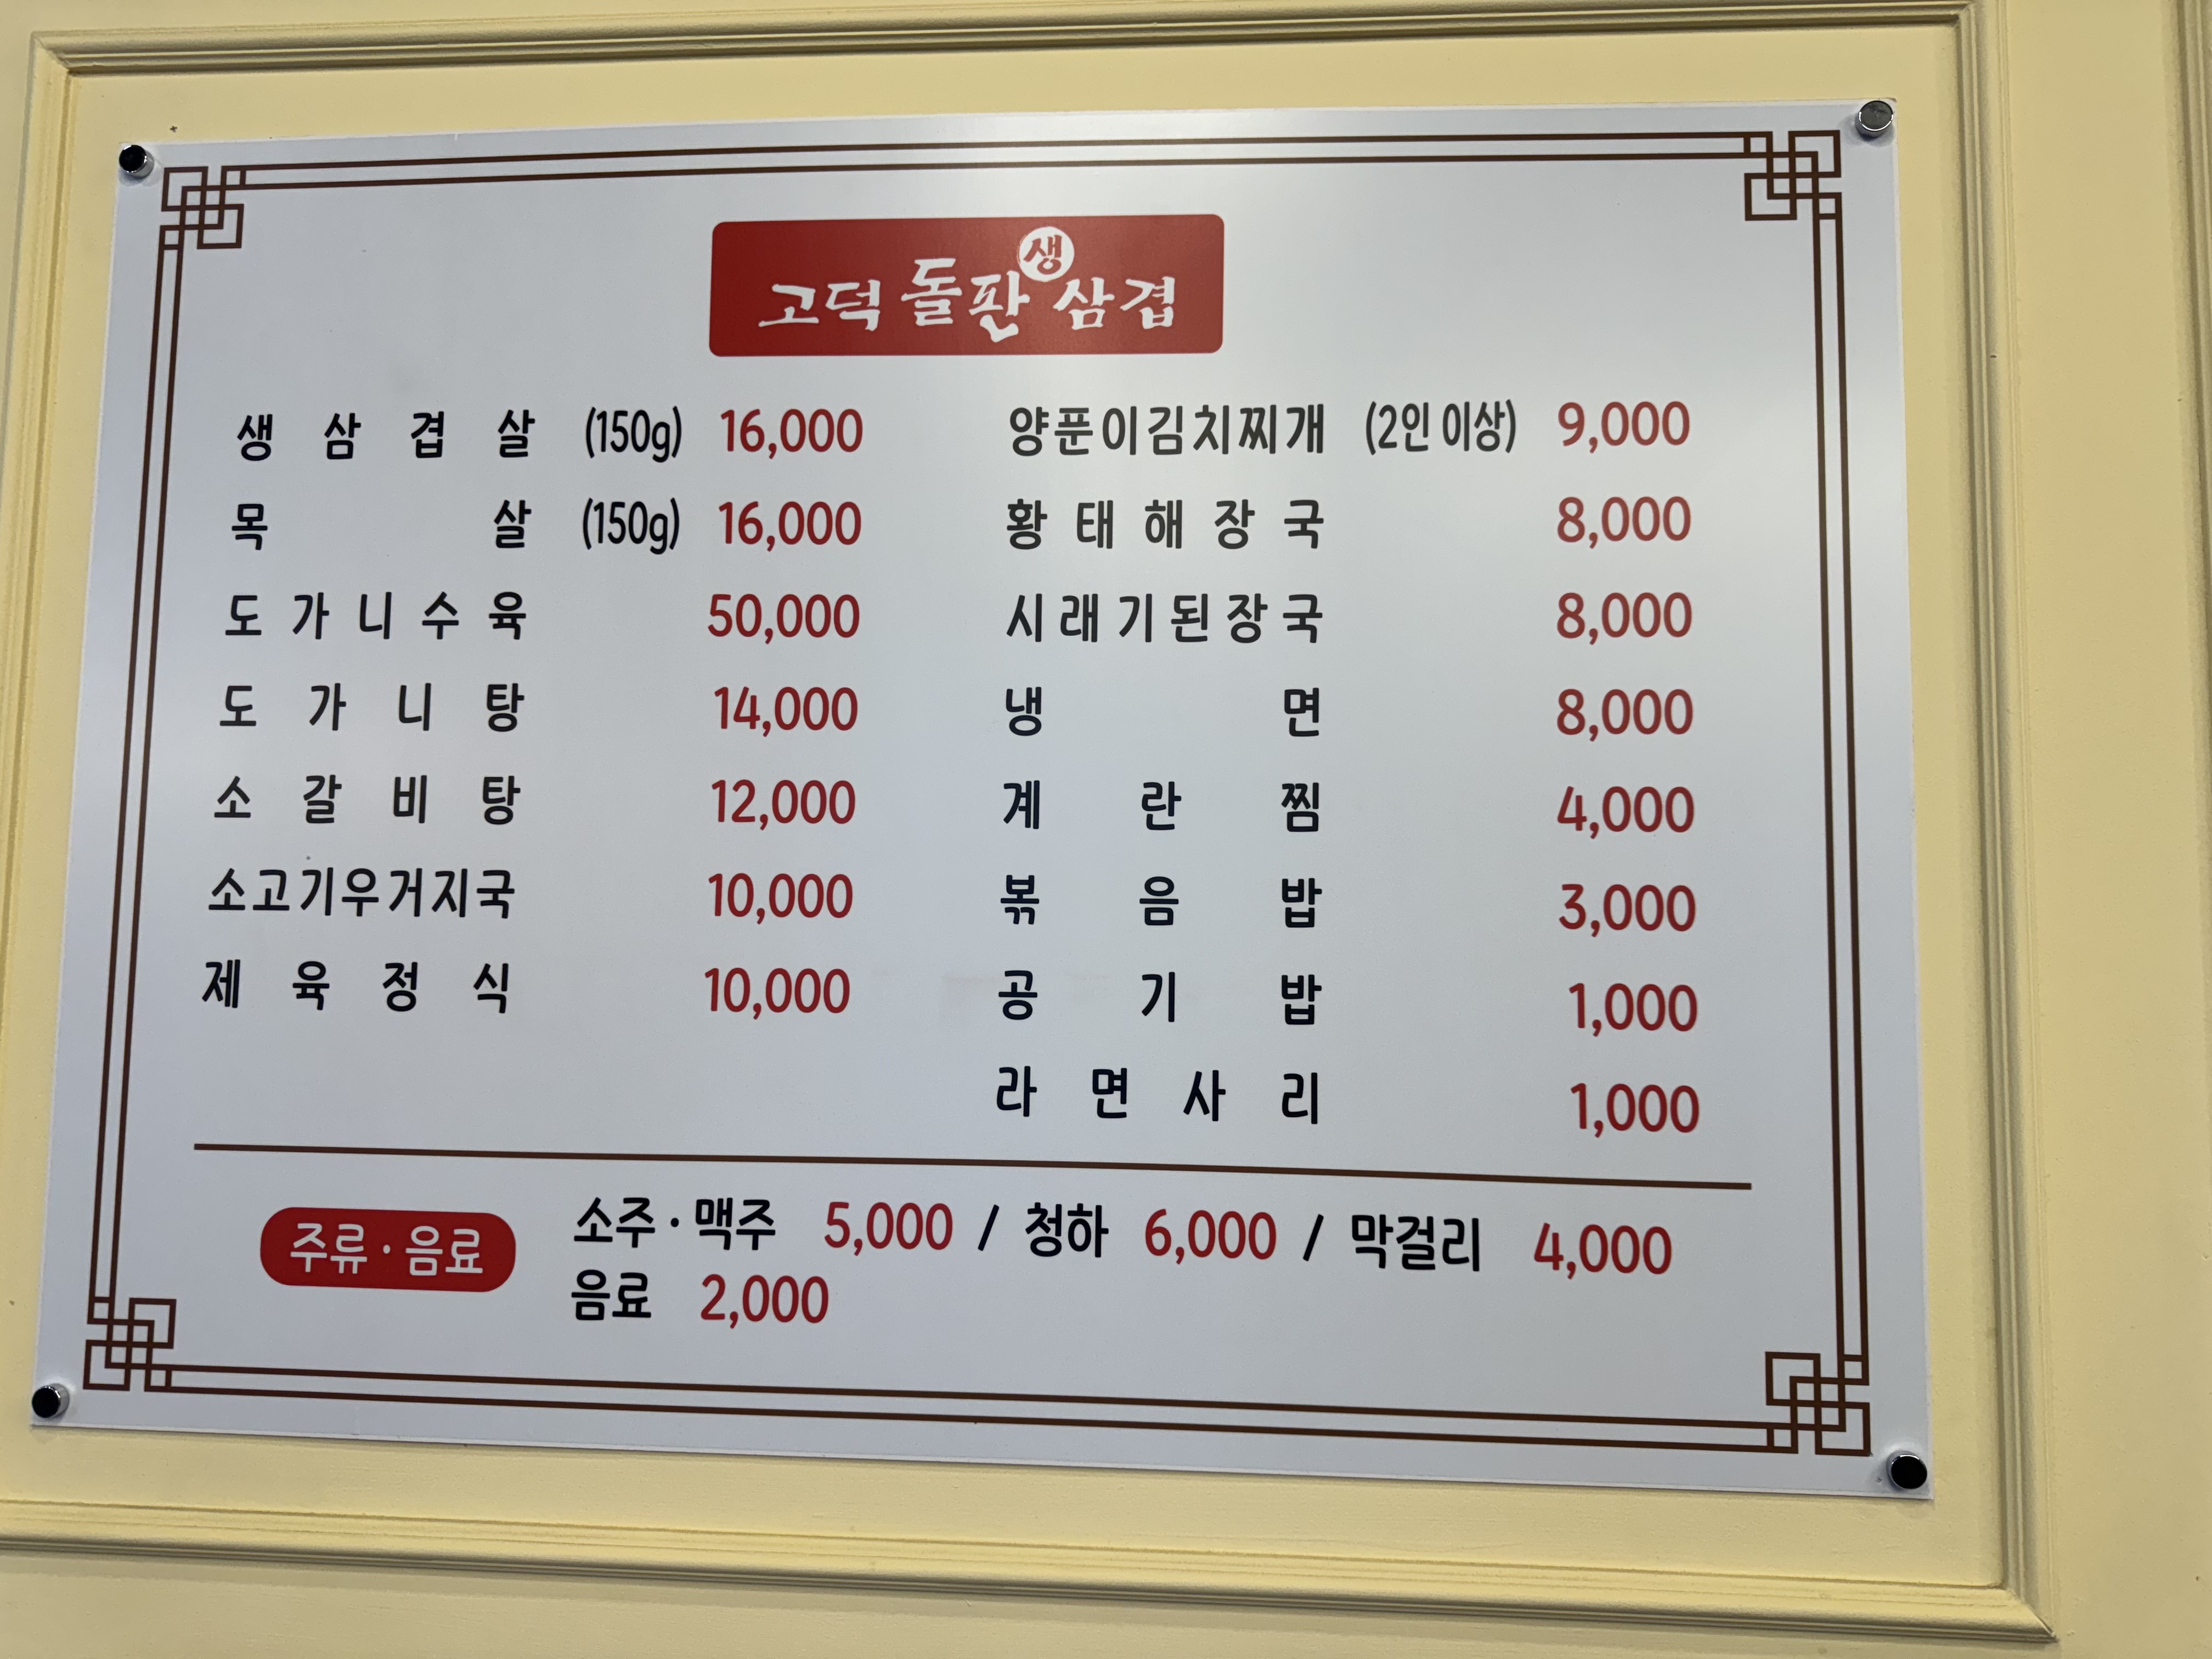 고덕 돌판 생 삼겹
생삼겹살 (150g) 16,000
목살 (150g) 16,000
도가니수육 50,000
도가니탕 14,000
소갈비탕 12,000
소고기우거지국 10,000
제육정식 10,000
양푼이김치찌개 (2인 이상) 9,000
황태해장국 8,000
시래기된장국 8,000
냉면 8,000
계란찜 4,000
볶음밥 3,000
공기밥 1,000
라면사리 1,000
주류·음료
소주·맥주 5,000 / 청하 6,000 / 막걸리 4,000
음료 2,000